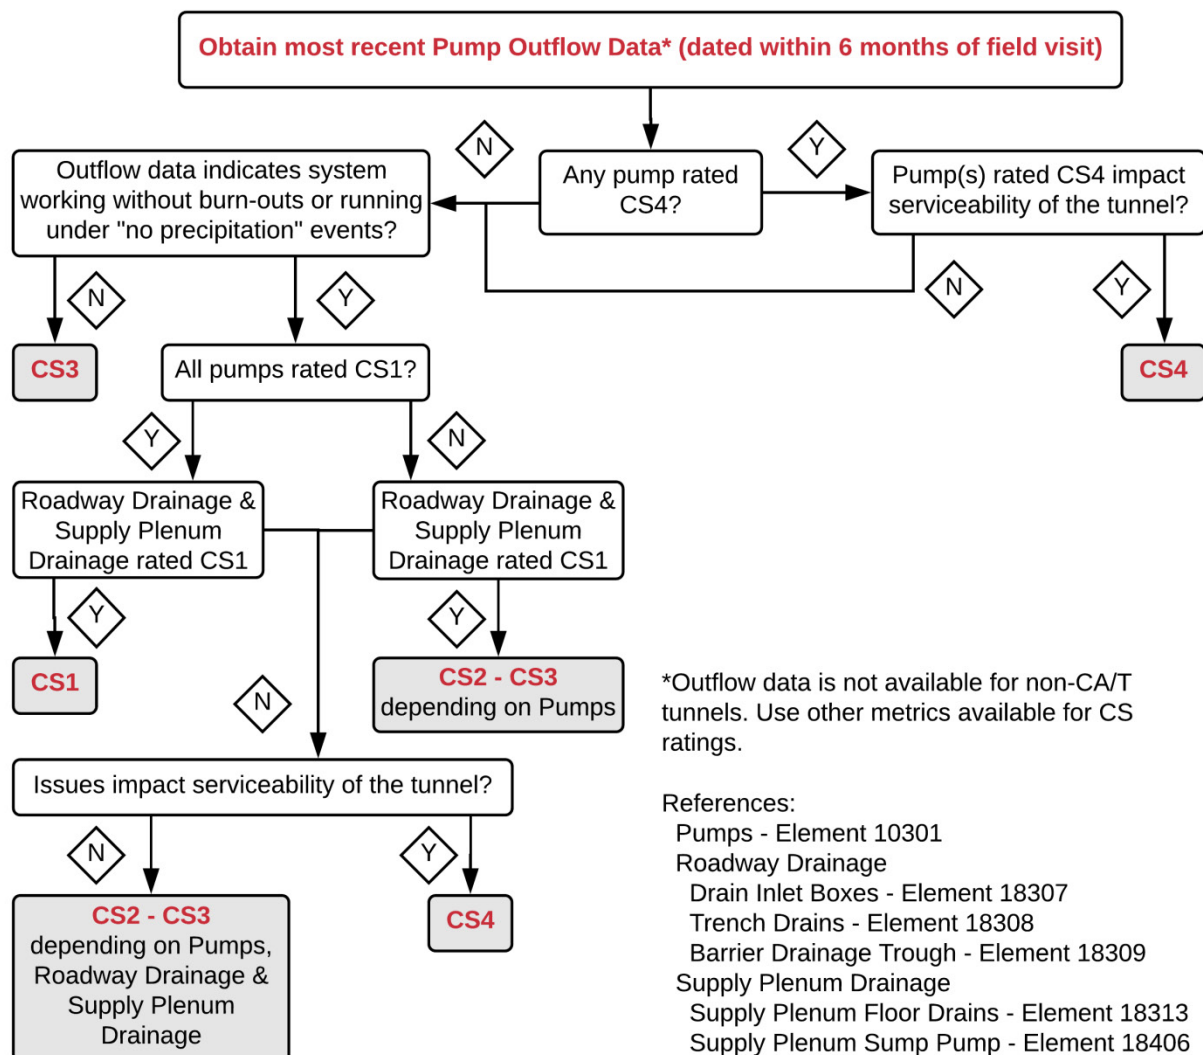 Obtain most recent Pump Outflow Data* (dated within 6 months of field visit)
N
Y
Outflow data indicates system
working without burn-outs or running
under "no precipitation" events?
Any pump rated
CS4?
Pump(s) rated CS4 impact
serviceability of the tunnel?
N
Y
N
Y
CS3
All pumps rated CS1?
CS4
Y
N
Roadway Drainage &
Supply Plenum
Drainage rated CS1
Roadway Drainage &
Supply Plenum
Drainage rated CS1
Y
Y
CS1
CS2 - CS3
depending on Pumps
N
*Outflow data is not available for non-CA/T
tunnels. Use other metrics available for CS
ratings.
Issues impact serviceability of the tunnel?
N
Y
CS2 - CS3
depending on Pumps,
Roadway Drainage &
Supply Plenum
Drainage
CS4
References:
Pumps - Element 10301
Roadway Drainage
Drain Inlet Boxes - Element 18307
Trench Drains - Element 18308
Barrier Drainage Trough - Element 18309
Supply Plenum Drainage
Supply Plenum Floor Drains - Element 18313
Supply Plenum Sump Pump - Element 18406